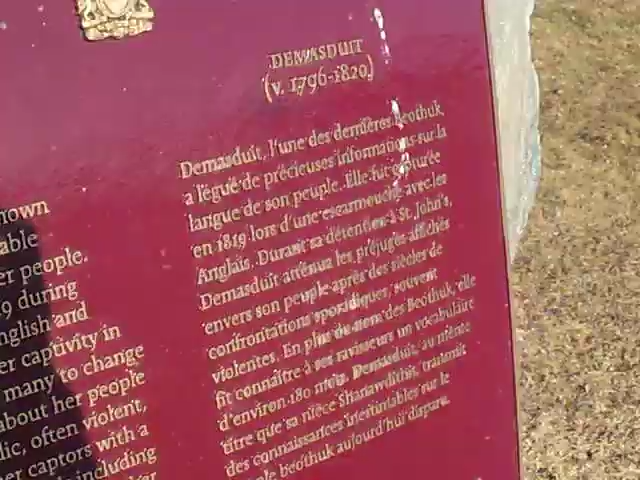 nown
able
er people.
9 during
nglish and
er captivity in
many to change
about her people
lic, often violent,
er captors with a
including
DEMASDUIT
(v. 1796-1820)
Demasduit, l'une des dernières Beothuk,
a légué de précieuses informations sur la
langue de son peuple. Elle fut capturée
en 1819 lors d'une escarmouche avec les
Anglais. Durant sa détention à St. John's,
Demasduit atténua les préjugés affichés
envers son peuple après des siècles de
confrontations sporadiques, souvent
violentes. En plus du nom des Beothuk, elle
fit connaître à ses ravisseurs un vocabulaire
d'environ 180 mots. Demasduit, au même
titre que sa nièce Shanawdithit, transmit
des connaissances inestimables sur le
ple beothuk aujourd'hui disparu.